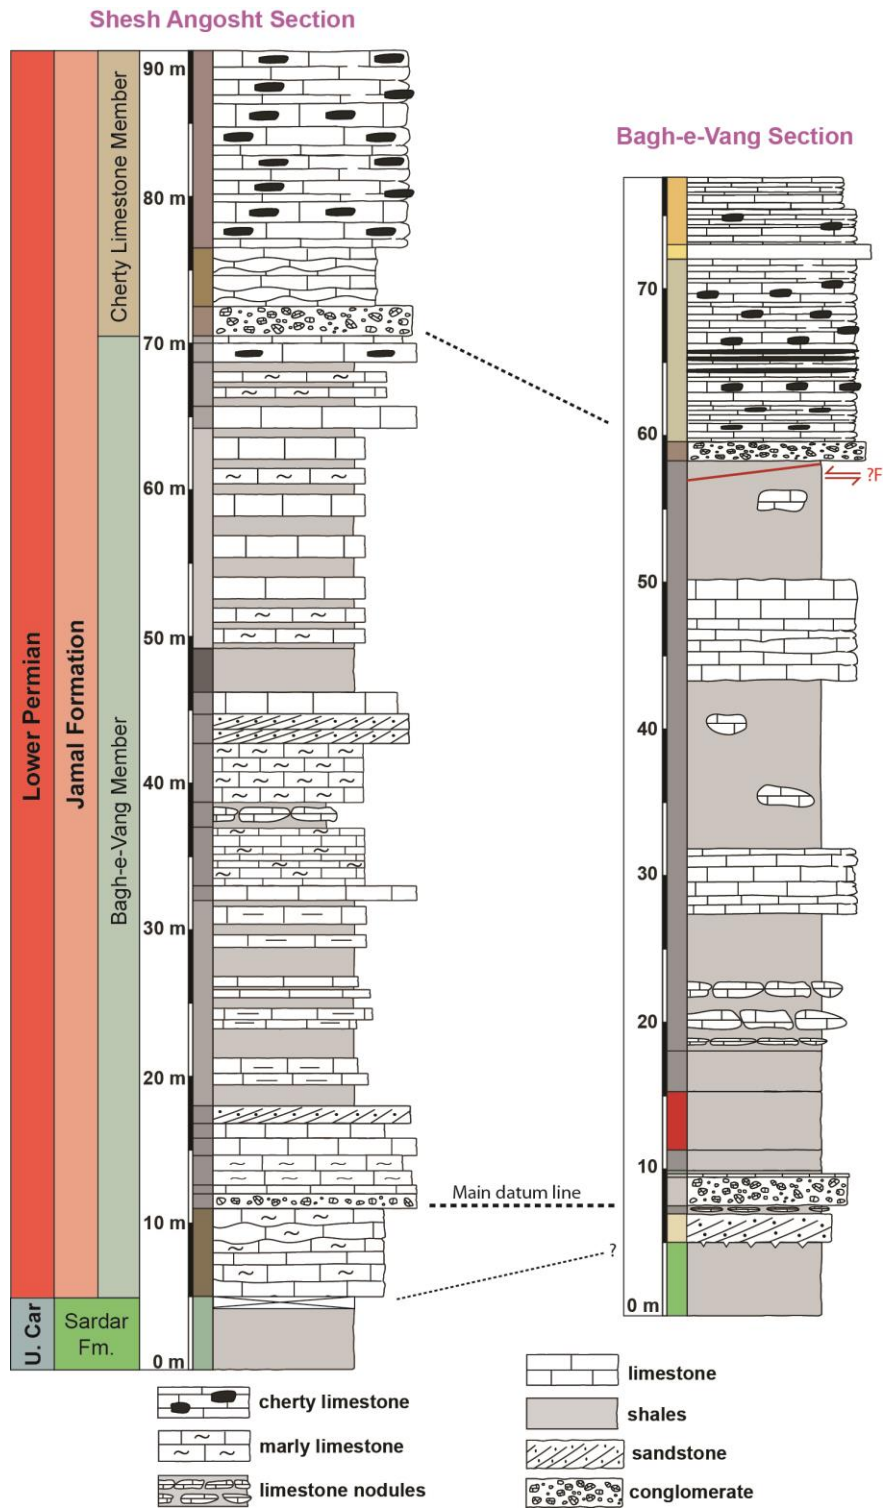 Shesh Angosht Section
Bagh-e-Vang Section
Lower Permian
Jamal Formation
Cherty Limestone Member
Bagh-e-Vang Member
U. Car
Sardar
Fm.
90 m
80 m
70 m
60 m
50 m
40 m
30 m
20 m
10 m
0 m
Main datum line
?
70
60
?F
50
40
30
20
10
0 m
cherty limestone
marly limestone
limestone nodules
limestone
shales
sandstone
conglomerate